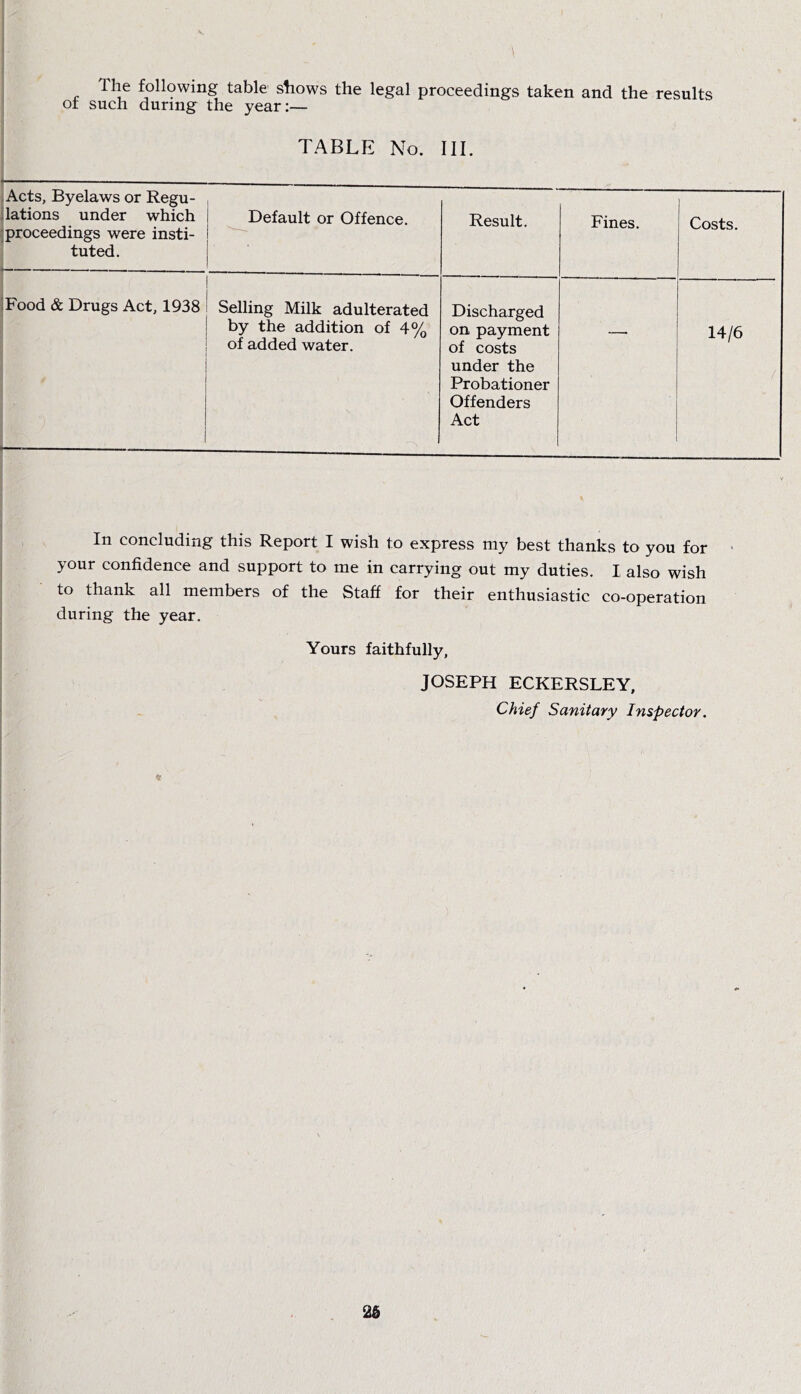 The following table shows the legal proceedings taken and the results
of such during the year:—
TABLE No. III.
Acts, Byelaws or Regu-
lations under which
proceedings were insti-
tuted.
Default or Offence.
Result.
Fines.
Costs.
Food & Drugs Act, 1938
Selling Milk adulterated
by the addition of 4%
of added water.
Discharged
on payment
of costs
under the
Probationer
Offenders
Act
—
14/6
In concluding this Report I wish to express my best thanks to you for
your confidence and support to me in carrying out my duties. I also wish
to thank all members of the Staff for their enthusiastic co-operation
during the year.
Yours faithfully,
JOSEPH ECKERSLEY,
Chief Sanitary Inspector.